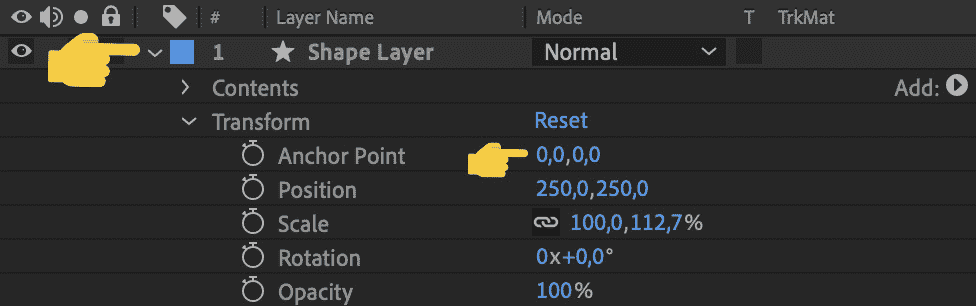 # Layer Name Mode T TrkMat
1 Shape Layer Normal
Contents Add:
Transform Reset
Anchor Point 0,0,0,0
Position 250,0,250,0
Scale 100,0,112,7%
Rotation 0x+0,0°
Opacity 100%